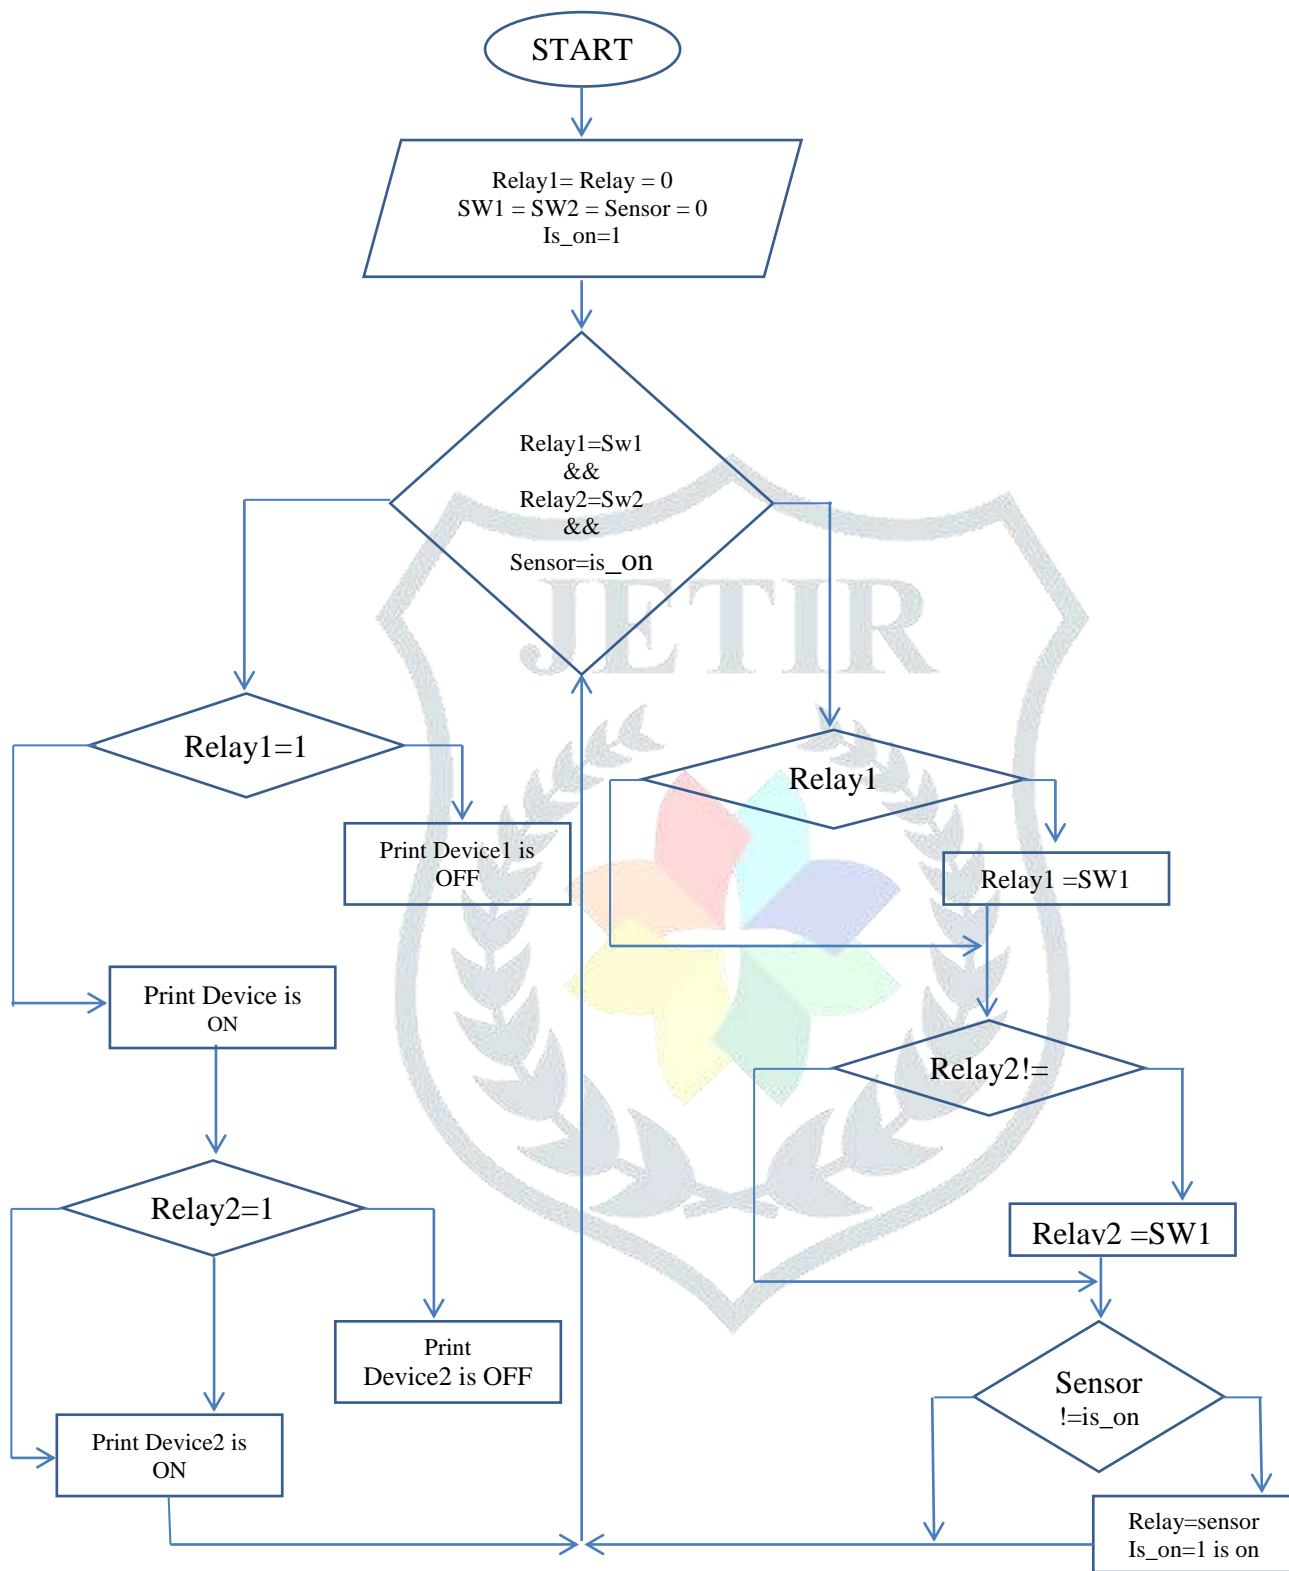 START
Relay1= Relay = 0
SW1 = SW2 = Sensor = 0
Is_on=1
Relay1=Sw1
&&
Relay2=Sw2
&&
Sensor=is_on
JETIR
Relay1=1
Relay1
Print Device1 is
OFF
Relay1 =SW1
Print Device is
ON
Relay2!=
Relay2=1
Relay2 =SW1
Print
Device2 is OFF
Sensor
!=is_on
Print Device2 is
ON
Relay=sensor
Is_on=1 is on